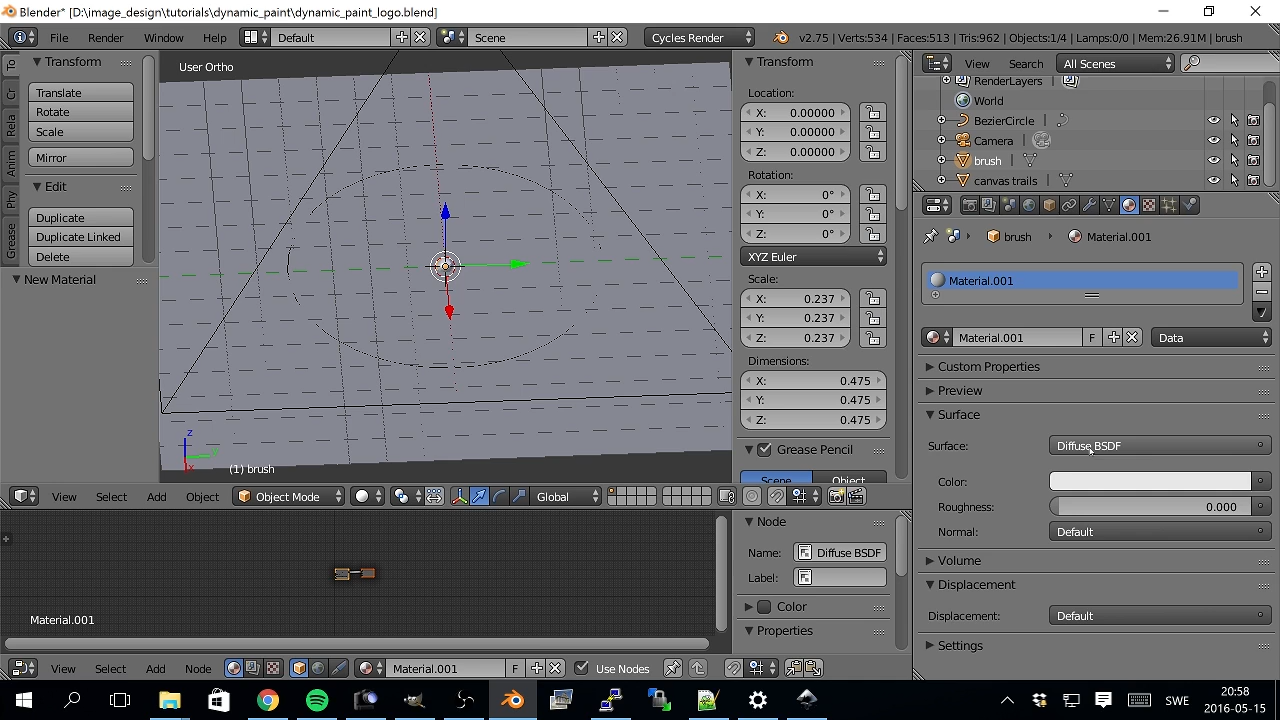 Blender* [D:\image_design\tutorials\dynamic_paint\dynamic_paint_logo.blend]
File Render Window Help Default Scene Cycles Render v2.75 | Verts:534 | Faces:513 | Tris:962 | Objects:1/4 | Lamps:0/0 | Mem:26.91M | brush
To
Cr
Rela
Anim
Phy
Grease
Transform
Translate
Rotate
Scale
Mirror
Edit
Duplicate
Duplicate Linked
Delete
New Material
User Ortho
z
y
x
(1) brush
Transform
Location:
X: 0.00000
Y: 0.00000
Z: 0.00000
Rotation:
X: 0°
Y: 0°
Z: 0°
XYZ Euler
Scale:
X: 0.237
Y: 0.237
Z: 0.237
Dimensions:
X: 0.475
Y: 0.475
Z: 0.475
Grease Pencil
Scene Object
View Select Add Object Object Mode Global
Material.001
Node
Name: Diffuse BSDF
Label:
Color
Properties
View Select Add Node Material.001 F Use Nodes
View Search All Scenes
RenderLayers
World
BezierCircle
Camera
brush
canvas trails
brush Material.001
Material.001
Material.001 F Data
Custom Properties
Preview
Surface
Surface: Diffuse BSDF
Color:
Roughness: 0.000
Normal: Default
Volume
Displacement
Displacement: Default
Settings
SWE 20:58
2016-05-15